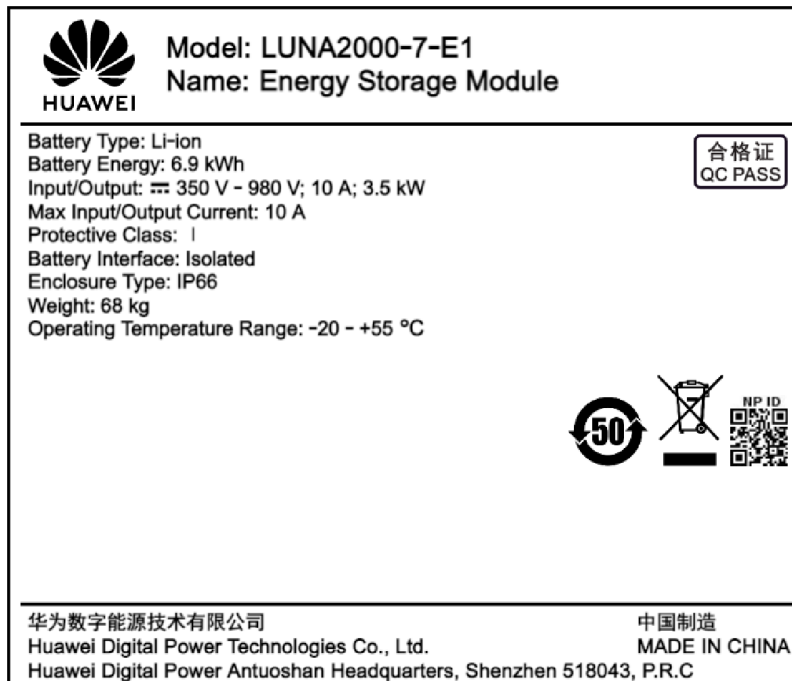 HUAWEI
Model: LUNA2000-7-E1
Name: Energy Storage Module
Battery Type: Li-ion
Battery Energy: 6.9 kWh
Input/Output: ⎓ 350 V - 980 V; 10 A; 3.5 kW
Max Input/Output Current: 10 A
Protective Class: I
Battery Interface: Isolated
Enclosure Type: IP66
Weight: 68 kg
Operating Temperature Range: -20 - +55 °C
合格证
QC PASS
50
NP ID
华为数字能源技术有限公司
Huawei Digital Power Technologies Co., Ltd.
Huawei Digital Power Antuoshan Headquarters, Shenzhen 518043, P.R.C
中国制造
MADE IN CHINA